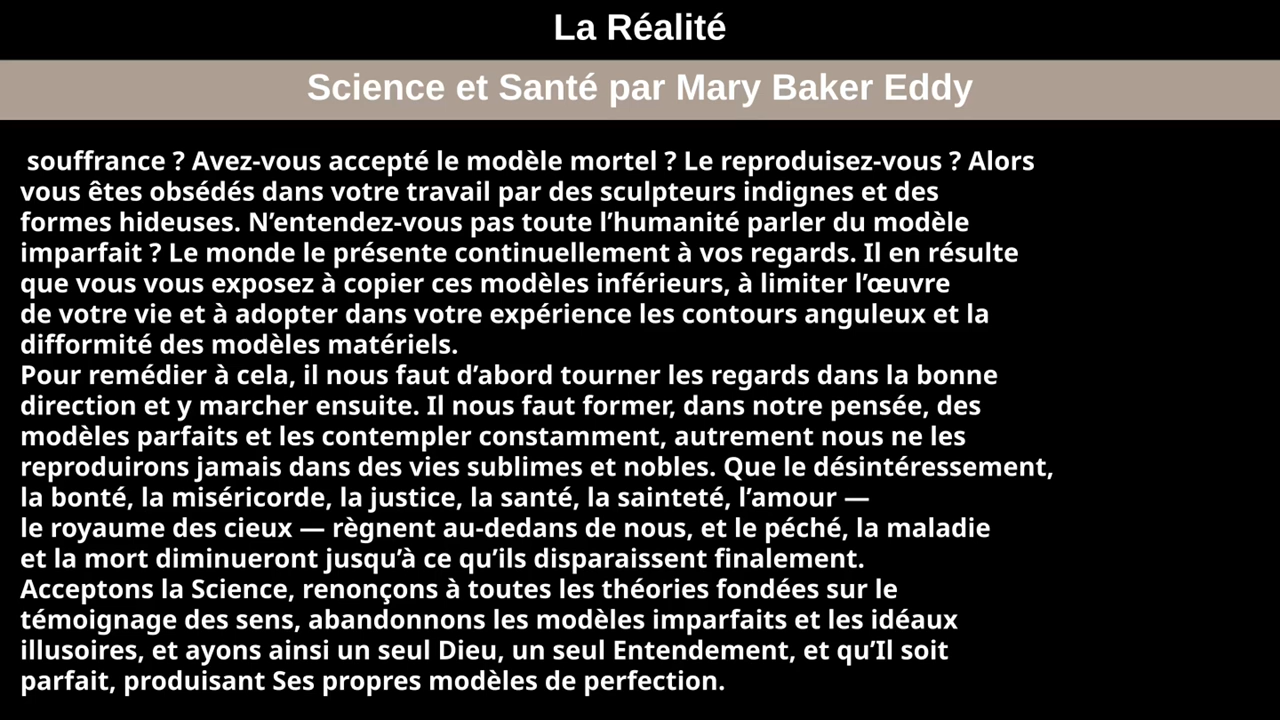 La Réalité
Science et Santé par Mary Baker Eddy
souffrance ? Avez-vous accepté le modèle mortel ? Le reproduisez-vous ? Alors
vous êtes obsédés dans votre travail par des sculpteurs indignes et des
formes hideuses. N’entendez-vous pas toute l’humanité parler du modèle
imparfait ? Le monde le présente continuellement à vos regards. Il en résulte
que vous vous exposez à copier ces modèles inférieurs, à limiter l’œuvre
de votre vie et à adopter dans votre expérience les contours anguleux et la
difformité des modèles matériels.
Pour remédier à cela, il nous faut d’abord tourner les regards dans la bonne
direction et y marcher ensuite. Il nous faut former, dans notre pensée, des
modèles parfaits et les contempler constamment, autrement nous ne les
reproduirons jamais dans des vies sublimes et nobles. Que le désintéressement,
la bonté, la miséricorde, la justice, la santé, la sainteté, l’amour —
le royaume des cieux — règnent au-dedans de nous, et le péché, la maladie
et la mort diminueront jusqu’à ce qu’ils disparaissent finalement.
Acceptons la Science, renonçons à toutes les théories fondées sur le
témoignage des sens, abandonnons les modèles imparfaits et les idéaux
illusoires, et ayons ainsi un seul Dieu, un seul Entendement, et qu’Il soit
parfait, produisant Ses propres modèles de perfection.